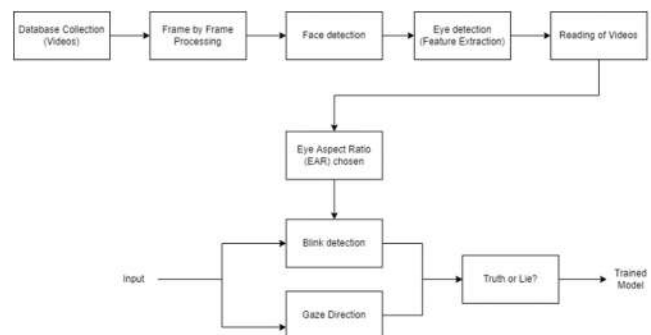 Database Collection
(Videos)
Frame by Frame
Processing
Face detection
Eye detection
(Feature Extraction)
Reading of Videos
Eye Aspect Ratio
(EAR) chosen
Blink detection
Input
Truth or Lie?
Trained
Model
Gaze Direction